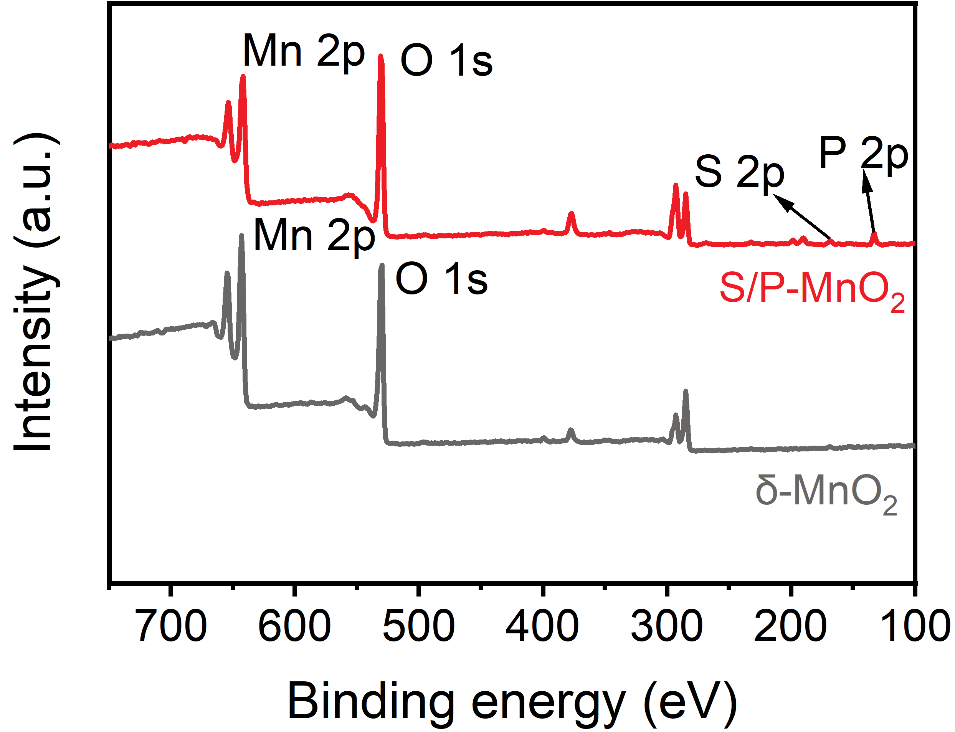 Mn 2p
O 1s
S 2p
P 2p
S/P-MnO₂
Mn 2p
O 1s
δ-MnO₂
Intensity (a.u.)
700 600 500 400 300 200 100
Binding energy (eV)